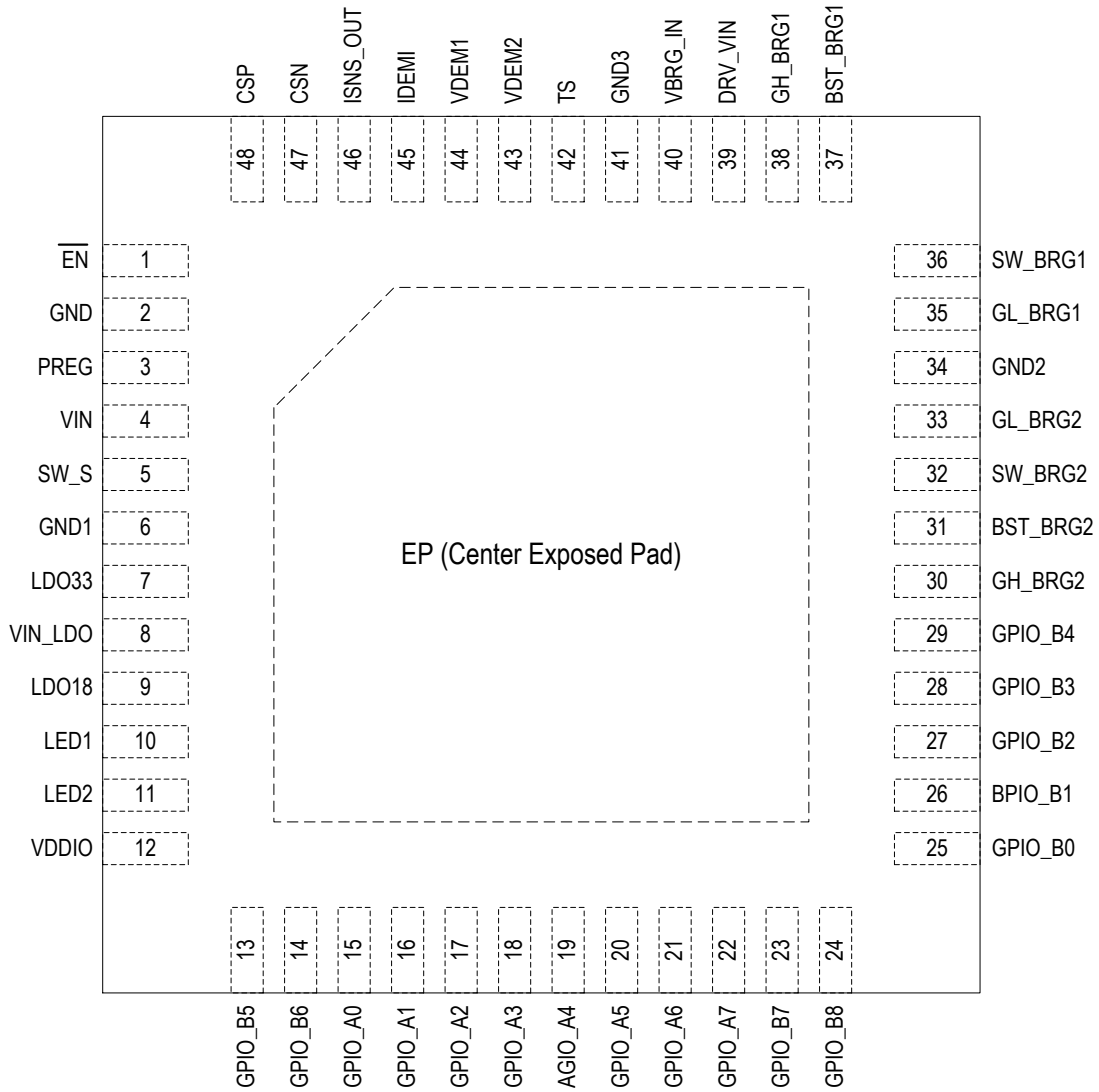 CSP
CSN
ISNS_OUT
IDEMI
VDEM1
VDEM2
TS
GND3
VBRG_IN
DRV_VIN
GH_BRG1
BST_BRG1
48
47
46
45
44
43
42
41
40
39
38
37
EN 1
GND 2
PREG 3
VIN 4
SW_S 5
GND1 6
LDO33 7
VIN_LDO 8
LDO18 9
LED1 10
LED2 11
VDDIO 12
EP (Center Exposed Pad)
36 SW_BRG1
35 GL_BRG1
34 GND2
33 GL_BRG2
32 SW_BRG2
31 BST_BRG2
30 GH_BRG2
29 GPIO_B4
28 GPIO_B3
27 GPIO_B2
26 BPIO_B1
25 GPIO_B0
13
14
15
16
17
18
19
20
21
22
23
24
GPIO_B5
GPIO_B6
GPIO_A0
GPIO_A1
GPIO_A2
GPIO_A3
AGIO_A4
GPIO_A5
GPIO_A6
GPIO_A7
GPIO_B7
GPIO_B8